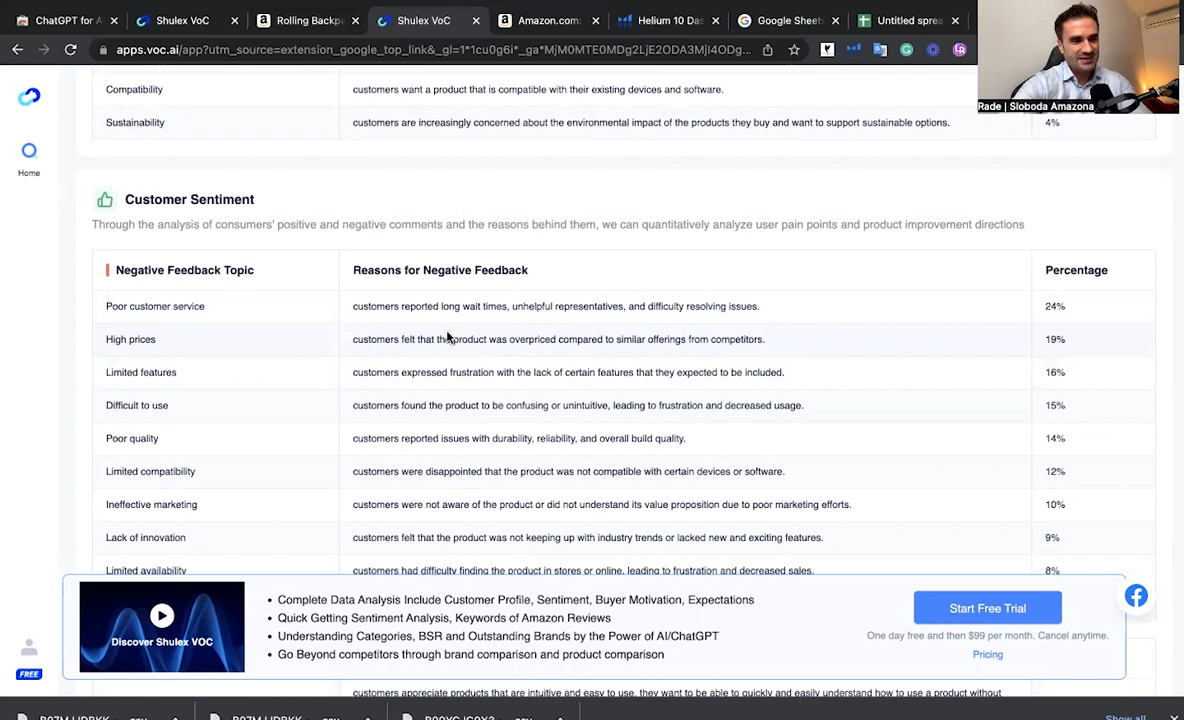 ChatGPT for A
Shulex VoC
Rolling Backpa
Shulex VoC
Amazon.com:
Helium 10 Das
Google Sheets
Untitled sprea
apps.voc.ai/app?utm_source=extension_google_top_link&_gl=1*1cu0g6i*_ga*MjM0MTE0MDg2LjE2ODA3MjI4ODg...
Rade | Sloboda Amazona
Home
Compatibility customers want a product that is compatible with their existing devices and software.
Sustainability customers are increasingly concerned about the environmental impact of the products they buy and want to support sustainable options. 4%
Customer Sentiment
Through the analysis of consumers' positive and negative comments and the reasons behind them, we can quantitatively analyze user pain points and product improvement directions
Negative Feedback Topic Reasons for Negative Feedback Percentage
Poor customer service customers reported long wait times, unhelpful representatives, and difficulty resolving issues. 24%
High prices customers felt that the product was overpriced compared to similar offerings from competitors. 19%
Limited features customers expressed frustration with the lack of certain features that they expected to be included. 16%
Difficult to use customers found the product to be confusing or unintuitive, leading to frustration and decreased usage. 15%
Poor quality customers reported issues with durability, reliability, and overall build quality. 14%
Limited compatibility customers were disappointed that the product was not compatible with certain devices or software. 12%
Ineffective marketing customers were not aware of the product or did not understand its value proposition due to poor marketing efforts. 10%
Lack of innovation customers felt that the product was not keeping up with industry trends or lacked new and exciting features. 9%
Limited availability customers had difficulty finding the product in stores or online, leading to frustration and decreased sales. 8%
Discover Shulex VOC
• Complete Data Analysis Include Customer Profile, Sentiment, Buyer Motivation, Expectations
• Quick Getting Sentiment Analysis, Keywords of Amazon Reviews
• Understanding Categories, BSR and Outstanding Brands by the Power of AI/ChatGPT
• Go Beyond competitors through brand comparison and product comparison
Start Free Trial
One day free and then $99 per month. Cancel anytime.
Pricing
FREE
customers appreciate products that are intuitive and easy to use. they want to be able to quickly and easily understand how to use a product without
Show all